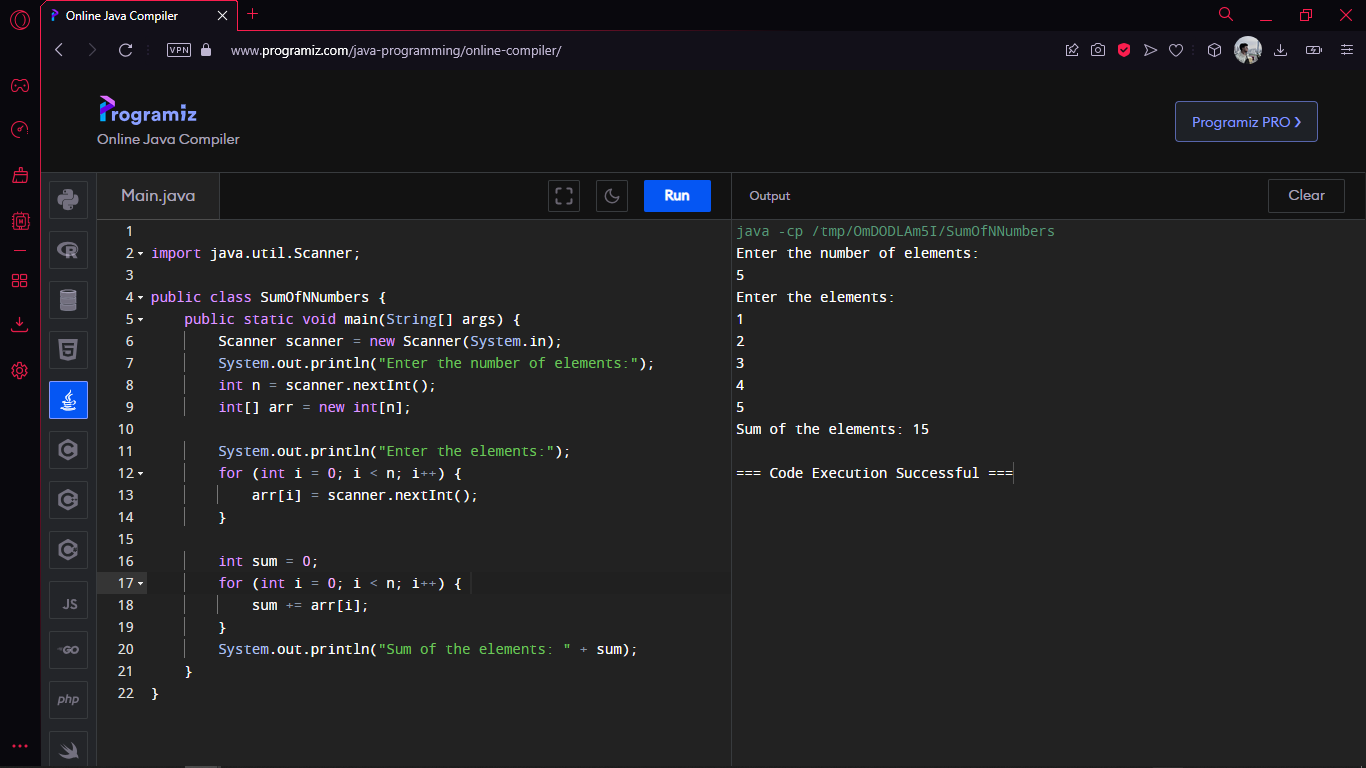 Online Java Compiler
VPN www.programiz.com/java-programming/online-compiler/
Programiz
Online Java Compiler
Programiz PRO ❯
Main.java
Run
Output
Clear
JS
GO
php
1
2 import java.util.Scanner;
3
4 public class SumOfNNumbers {
5     public static void main(String[] args) {
6         Scanner scanner = new Scanner(System.in);
7         System.out.println("Enter the number of elements:");
8         int n = scanner.nextInt();
9         int[] arr = new int[n];
10
11         System.out.println("Enter the elements:");
12         for (int i = 0; i < n; i++) {
13             arr[i] = scanner.nextInt();
14         }
15
16         int sum = 0;
17         for (int i = 0; i < n; i++) {
18             sum += arr[i];
19         }
20         System.out.println("Sum of the elements: " + sum);
21     }
22 }
java -cp /tmp/OmDODLAm5I/SumOfNNumbers
Enter the number of elements:
5
Enter the elements:
1
2
3
4
5
Sum of the elements: 15
=== Code Execution Successful ===